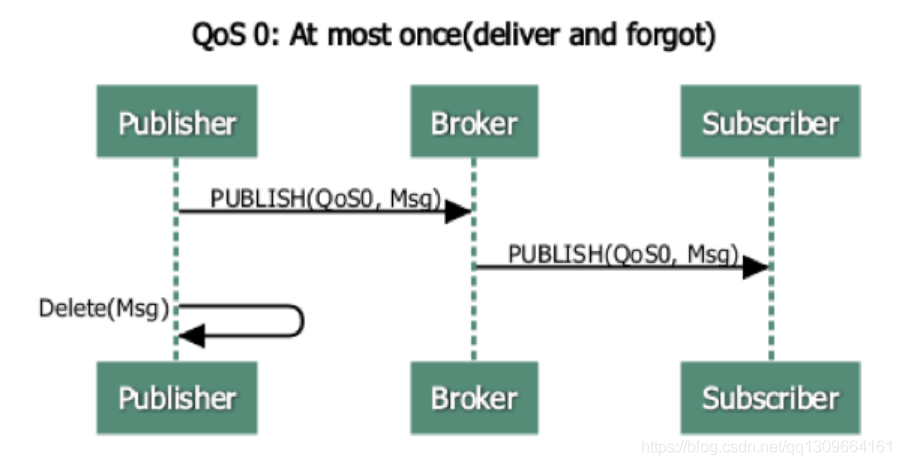 QoS 0: At most once(deliver and forgot)
Publisher
Broker
Subscriber
PUBLISH(QoS0, Msg)
PUBLISH(QoS0, Msg)
Delete(Msg)
Publisher
Broker
Subscriber
https://blog.csdn.net/qq1309664161